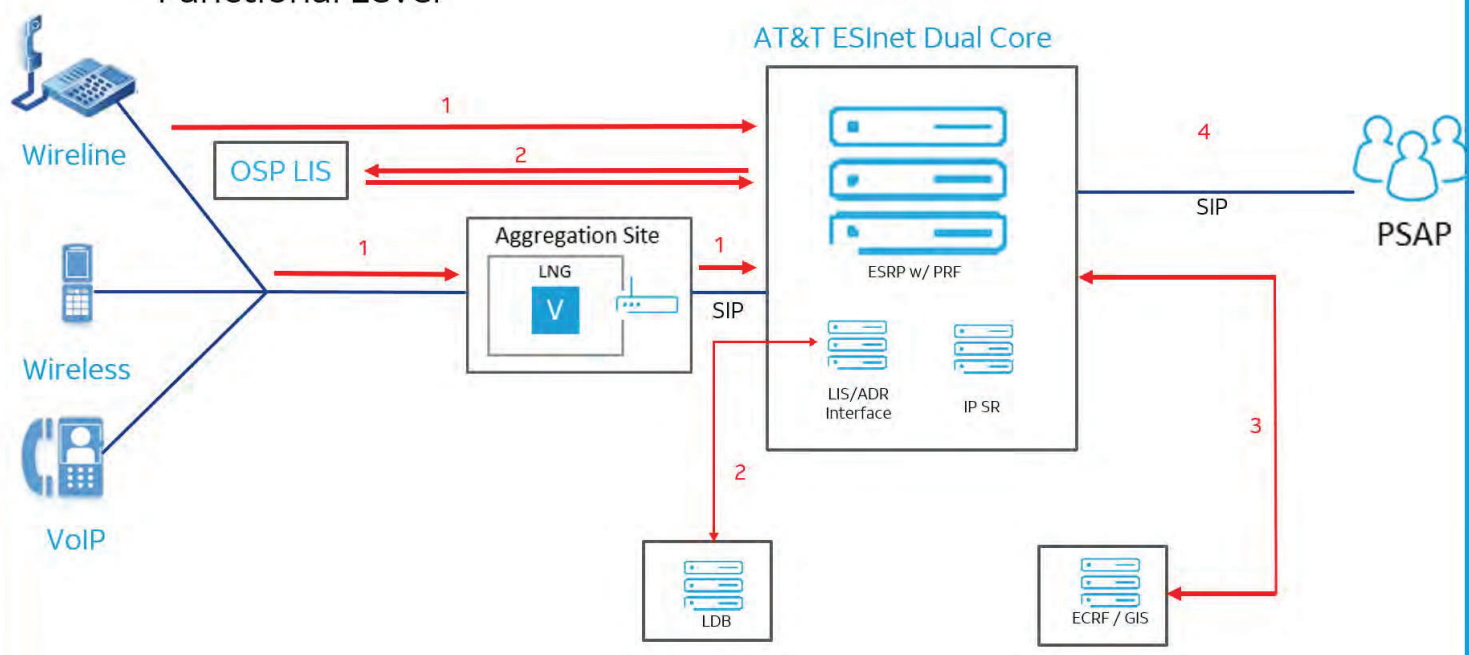 Functional Level
AT&T ESInet Dual Core
Wireline
1
OSP LIS
2
4
SIP
PSAP
1
Aggregation Site
LNG
V
1
SIP
ESRP w/ PRF
Wireless
LIS/ADR
Interface
IP SR
2
3
VoIP
LDB
ECRF / GIS